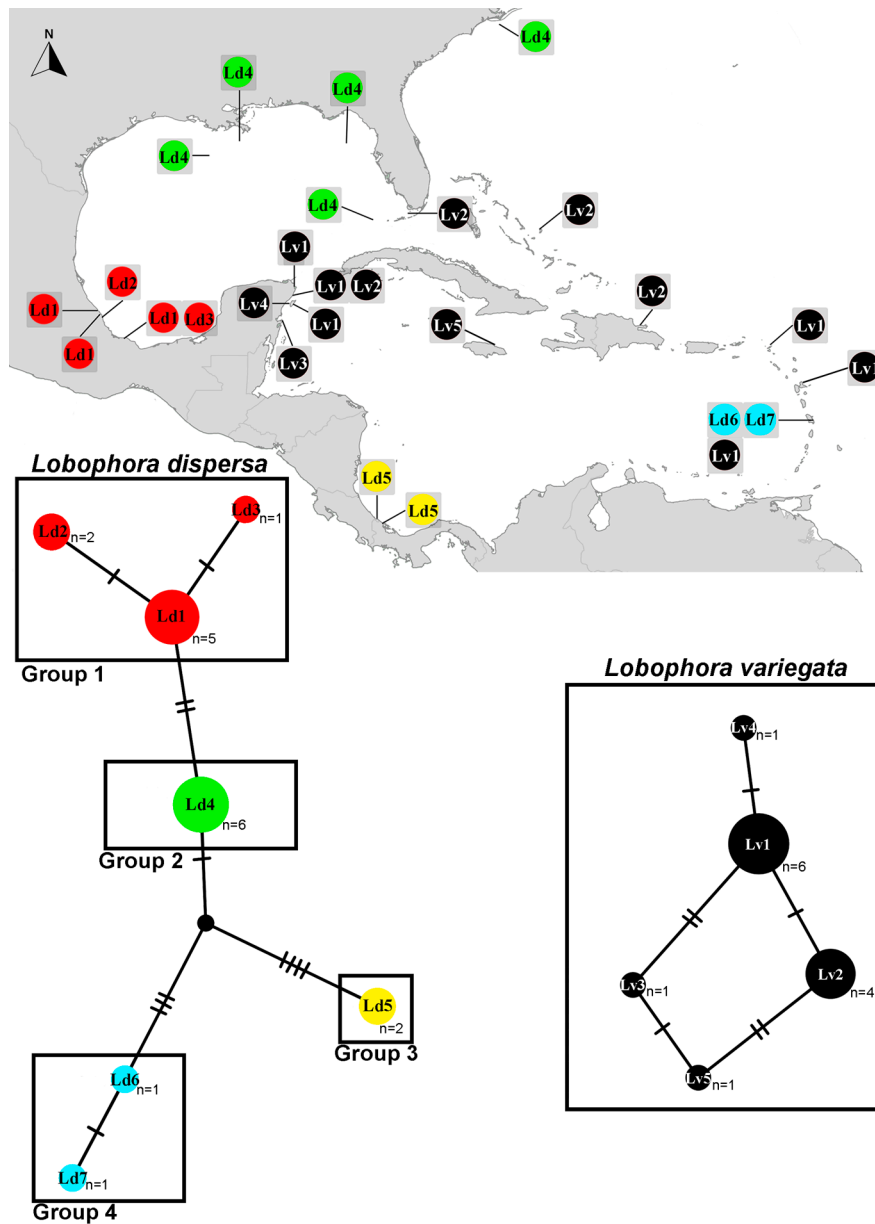 N
Ld4
Ld4
Ld4
Ld4
Ld4
Lv2
Lv2
Lv1
Ld2
Lv1
Lv2
Lv2
Ld1
Ld1
Ld3
Lv4
Lv1
Lv5
Lv1
Ld1
Lv3
Lv1
Ld6
Ld7
Lv1
Lobophora dispersa
Ld5
Ld5
Ld3
n=1
Ld2
n=2
Ld1
n=5
Group 1
Lobophora variegata
Lv4
n=1
Ld4
n=6
Group 2
Lv1
n=6
Lv3
n=1
Lv2
n=4
Ld5
n=2
Group 3
Lv5
n=1
Ld6
n=1
Ld7
n=1
Group 4